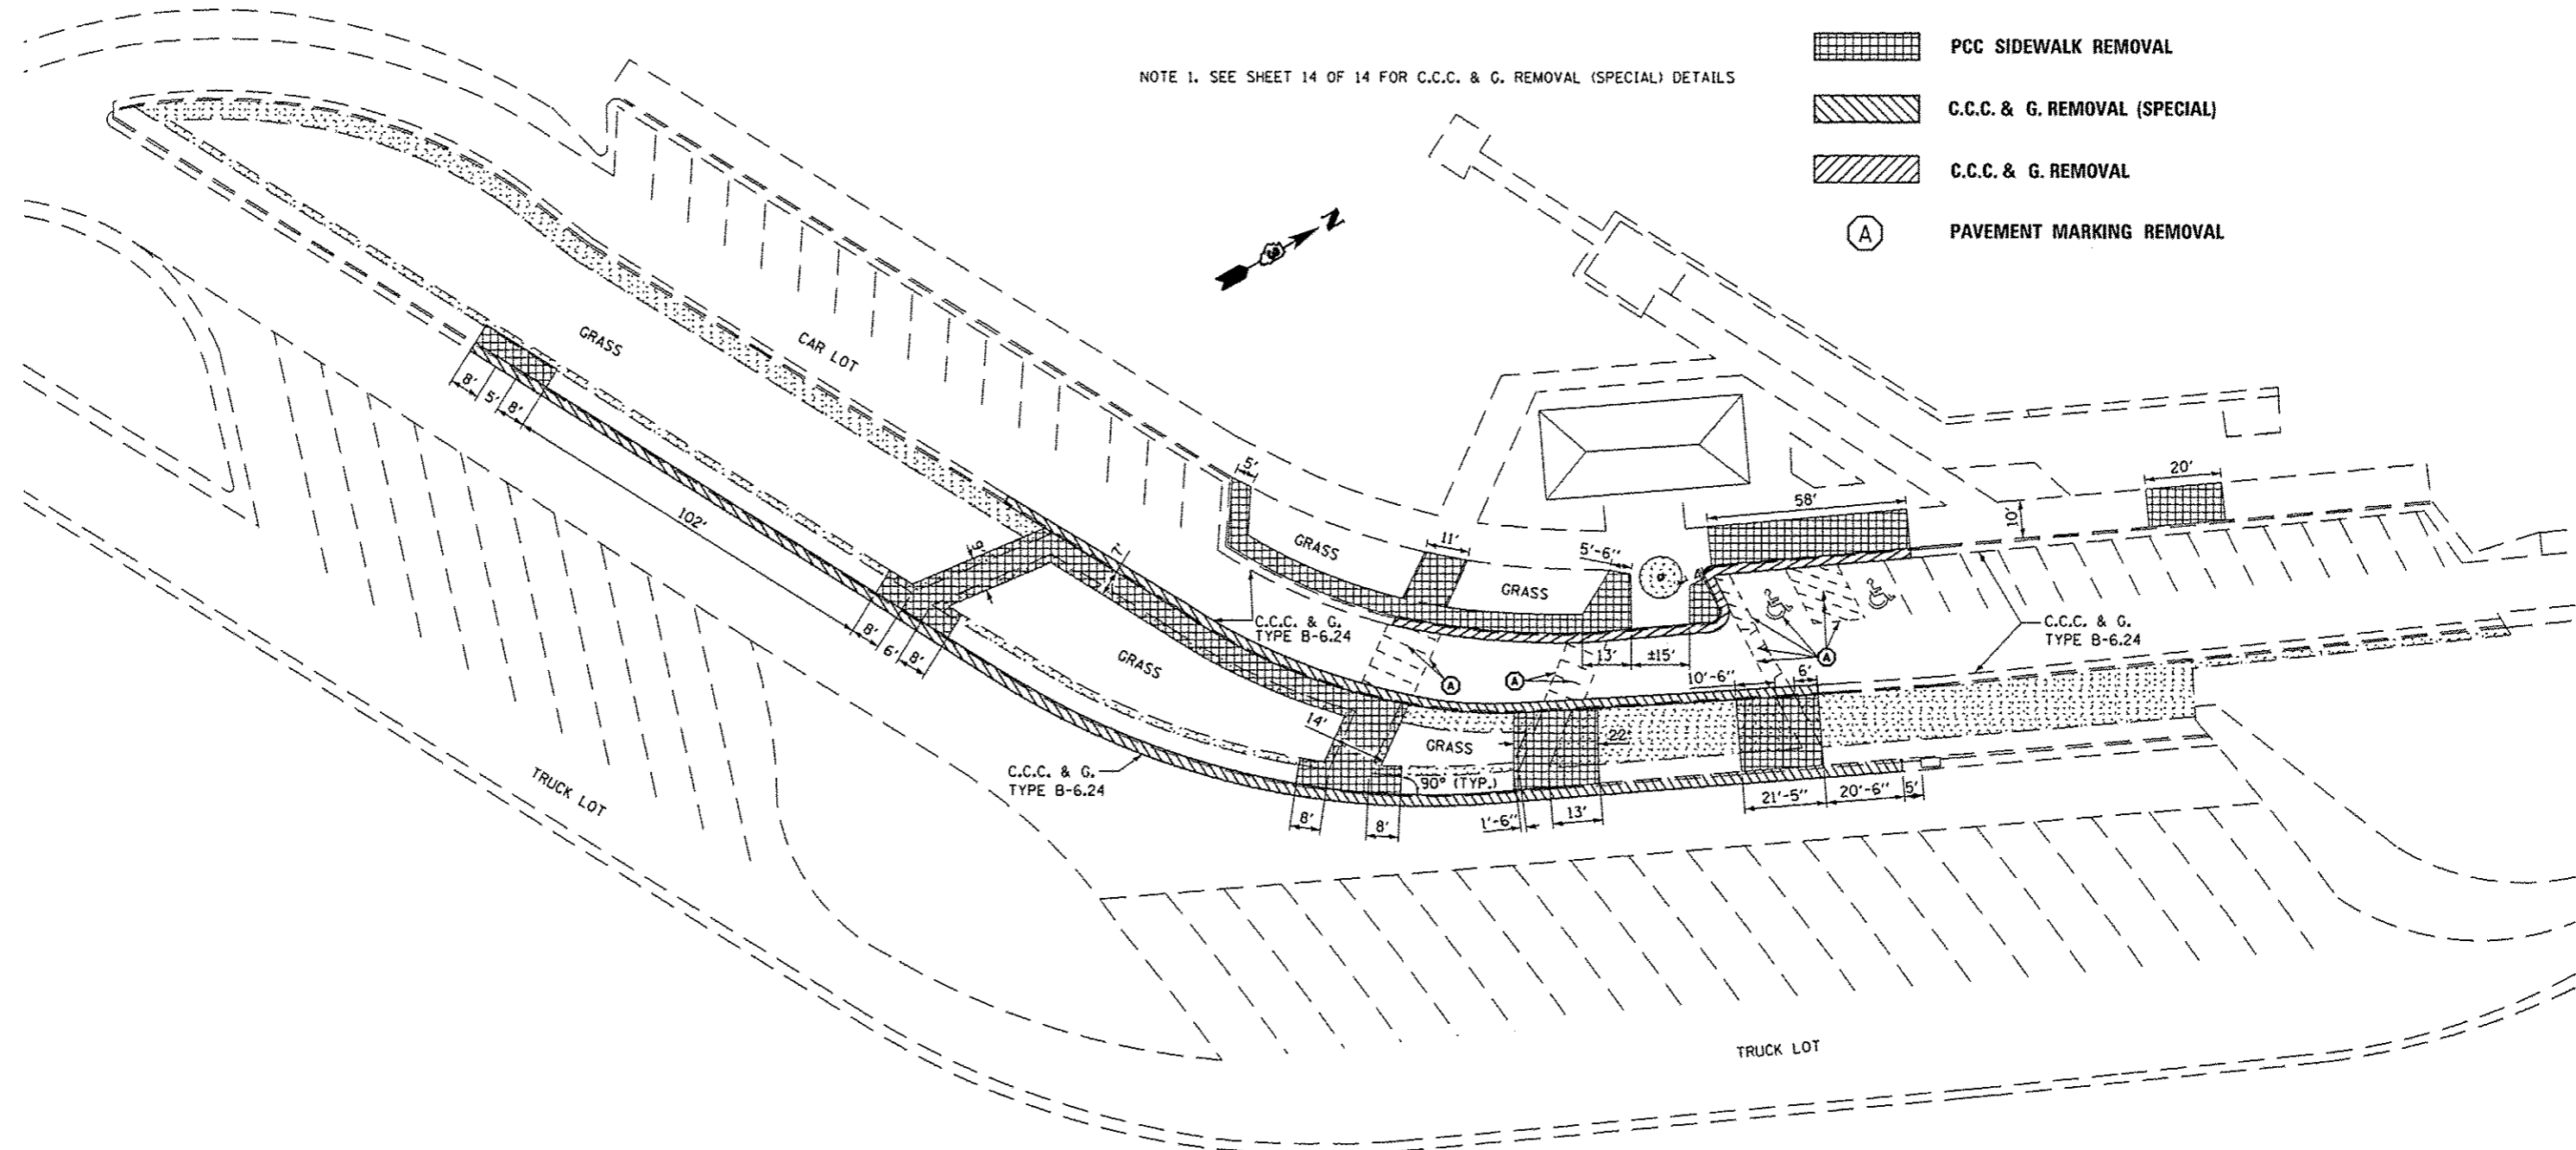 PCC SIDEWALK REMOVAL
NOTE 1. SEE SHEET 14 OF 14 FOR C.C.C. & G. REMOVAL (SPECIAL) DETAILS
C.C.C. & G. REMOVAL (SPECIAL)
C.C.C. & G. REMOVAL
A
PAVEMENT MARKING REMOVAL
N
GRASS
CAR LOT
8'
5'
8'
102'
5'
20'
58'
10'
GRASS
11'
5'-6"
GRASS
7'
C.C.C. & G.
TYPE B-6.24
C.C.C. & G.
TYPE B-6.24
8'
6'
8'
GRASS
13'
±15'
A
A
A
10'-6"
6'
14'
GRASS
22'
90° (TYP.)
C.C.C. & G.
TYPE B-6.24
8'
8'
1'-6"
13'
21'-5"
20'-6"
5'
TRUCK LOT
TRUCK LOT